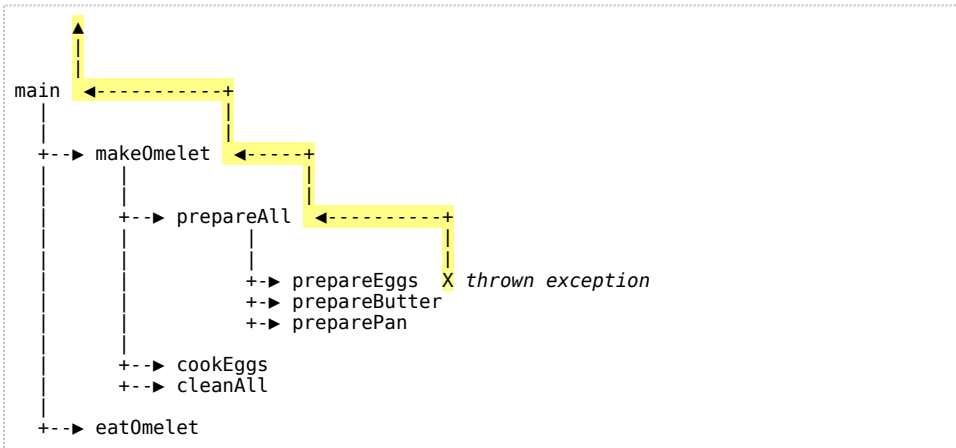 main
makeOmelet
prepareAll
prepareEggs X thrown exception
prepareButter
preparePan
cookEggs
cleanAll
eatOmelet